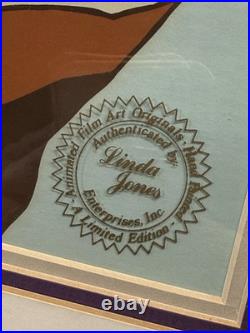 Animated Film Art Originals · Hand Painted
· A Limited Edition ·
Authenticated by:
Linda
Jones
Enterprises, Inc.